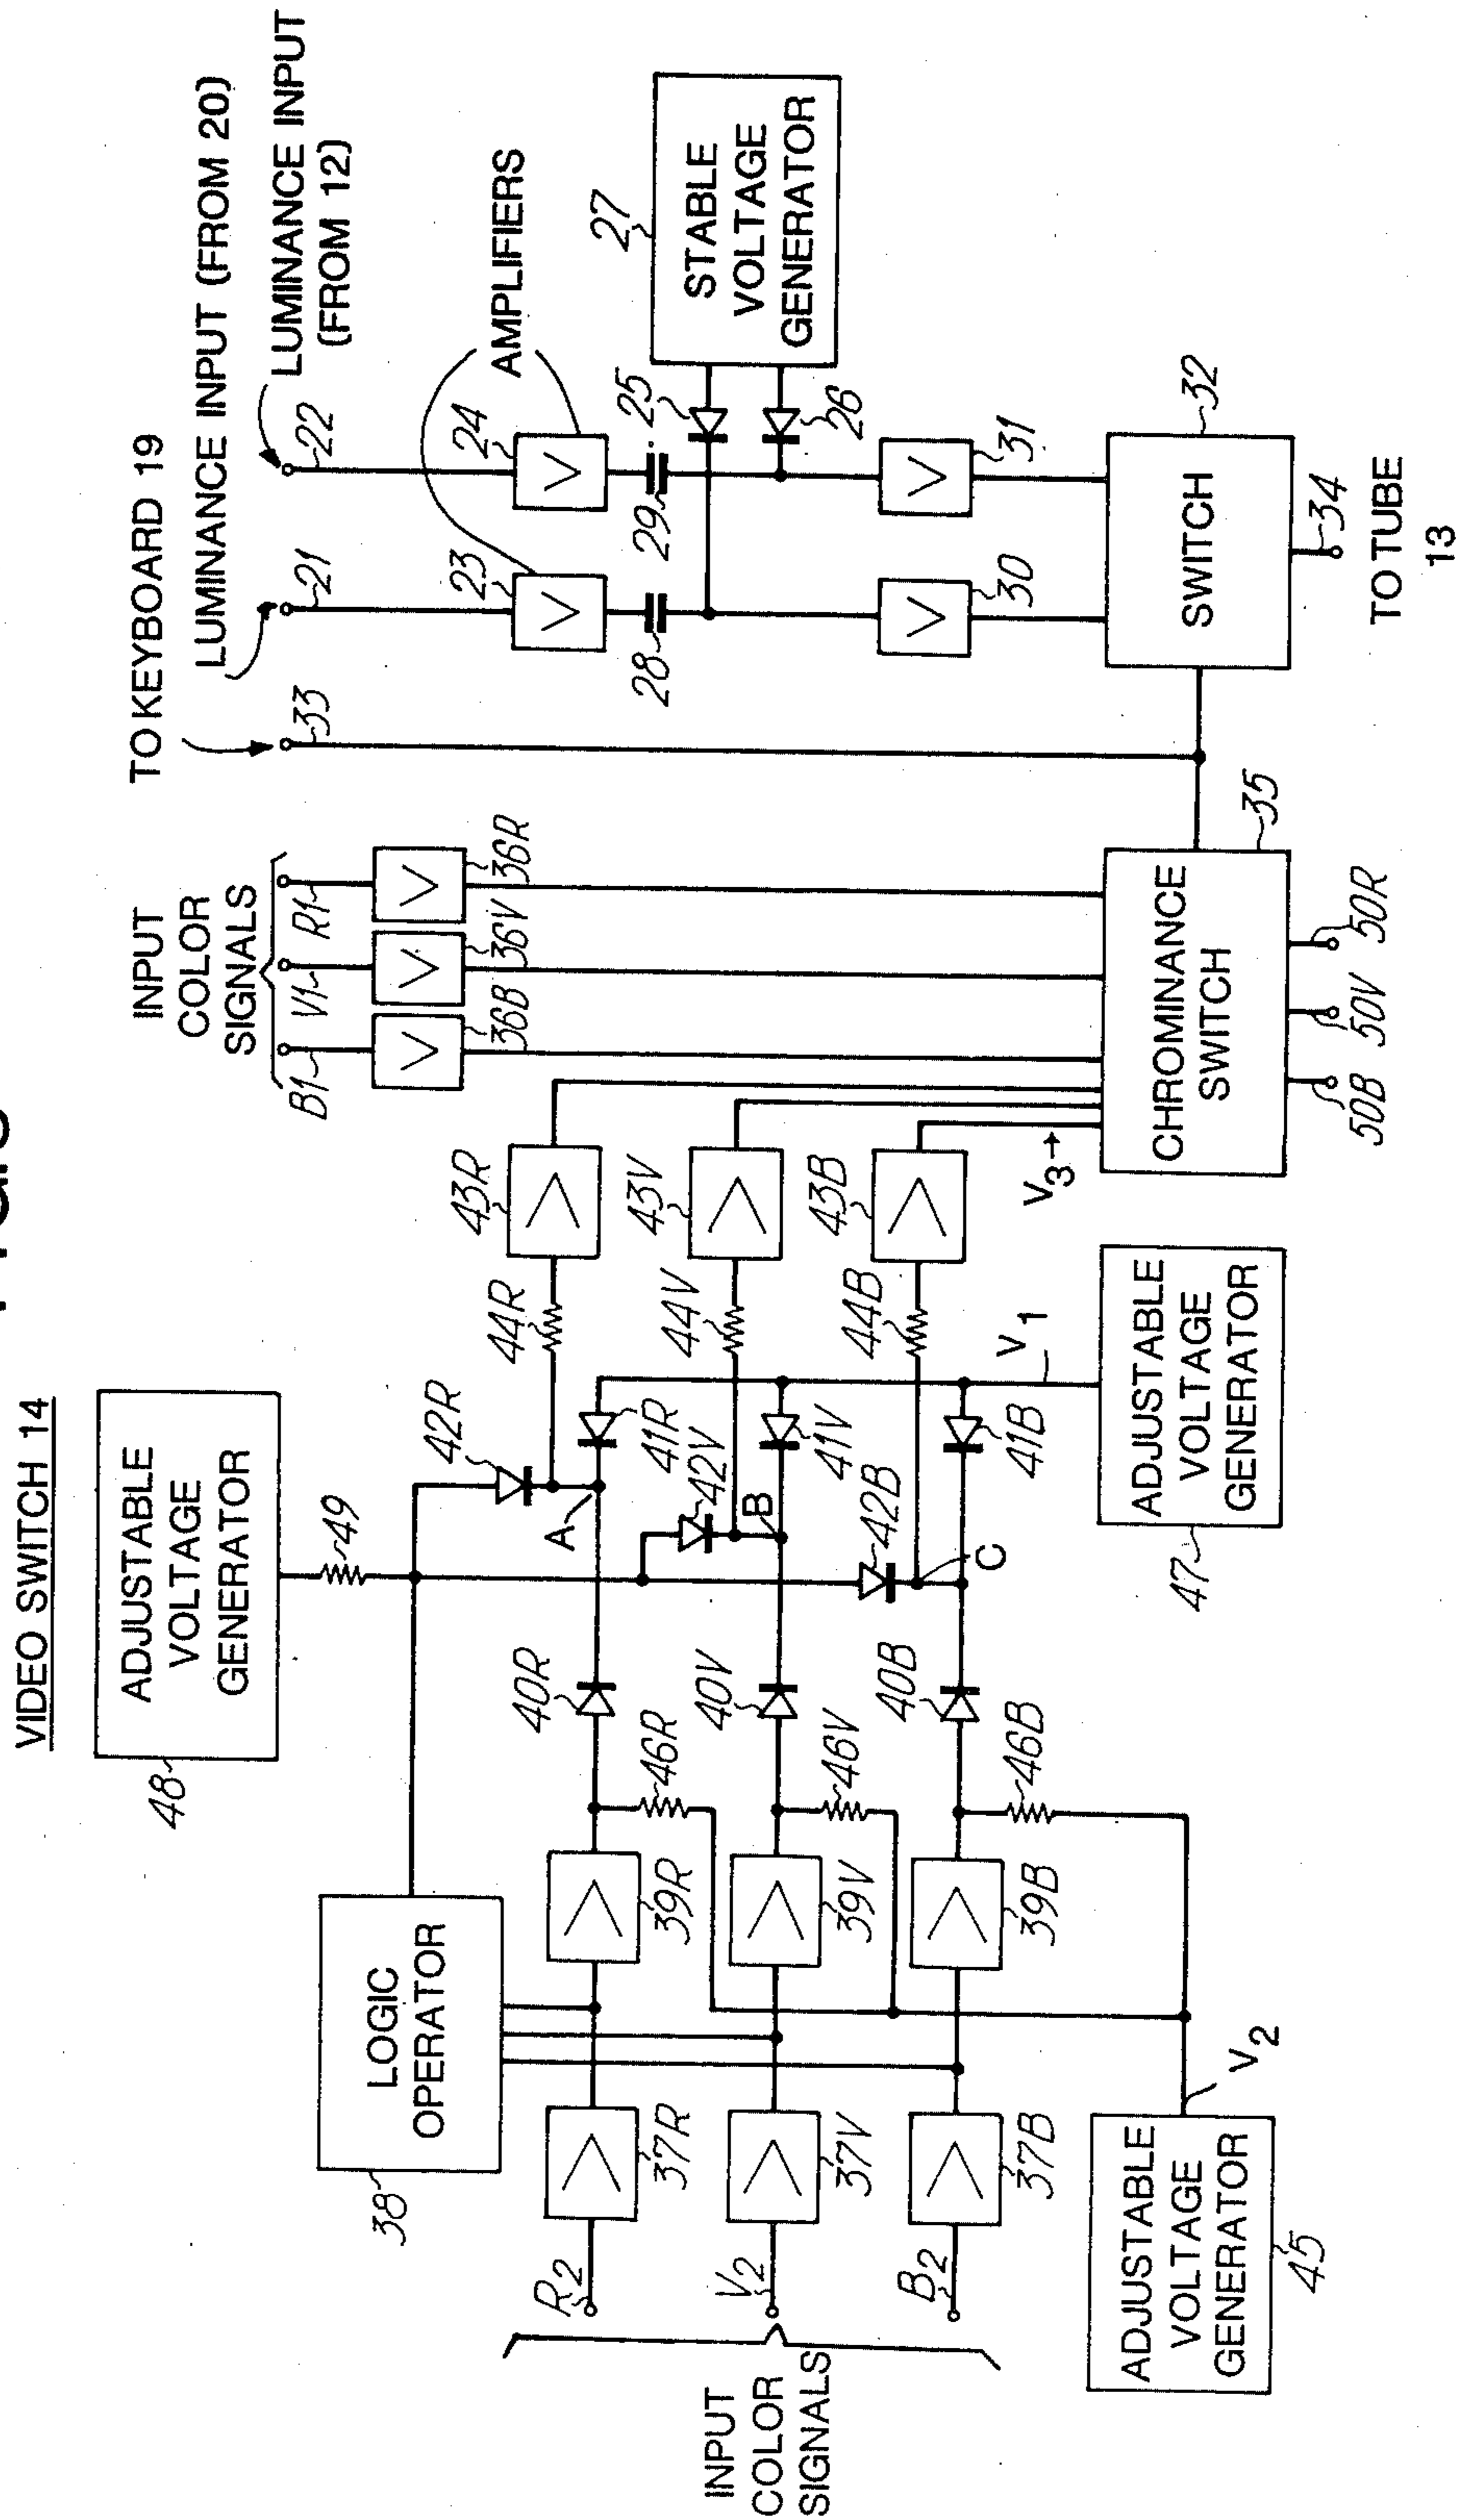 VIDEO SWITCH 14
TO KEYBOARD 19
LUMINANCE INPUT (FROM 20)
LUMINANCE INPUT
(FROM 12)
INPUT
COLOR
SIGNALS
B1
V1
R1
33
21
22
36B
36V
36R
23
24
AMPLIFIERS
28
29
25
26
27
STABLE
VOLTAGE
GENERATOR
30
31
SWITCH
32
34
TO TUBE
13
CHROMINANCE
SWITCH
35
50B
50V
50R
48
ADJUSTABLE
VOLTAGE
GENERATOR
49
38
LOGIC
OPERATOR
42R
A
44R
43R
41R
42V
B
44V
43V
41V
42B
C
44B
43B
41B
V3
V1
40R
46R
40V
46V
40B
46B
39R
39V
39B
37R
37V
37B
R2
V2
B2
INPUT
COLOR
SIGNALS
ADJUSTABLE
VOLTAGE
GENERATOR
45
V2
47
ADJUSTABLE
VOLTAGE
GENERATOR